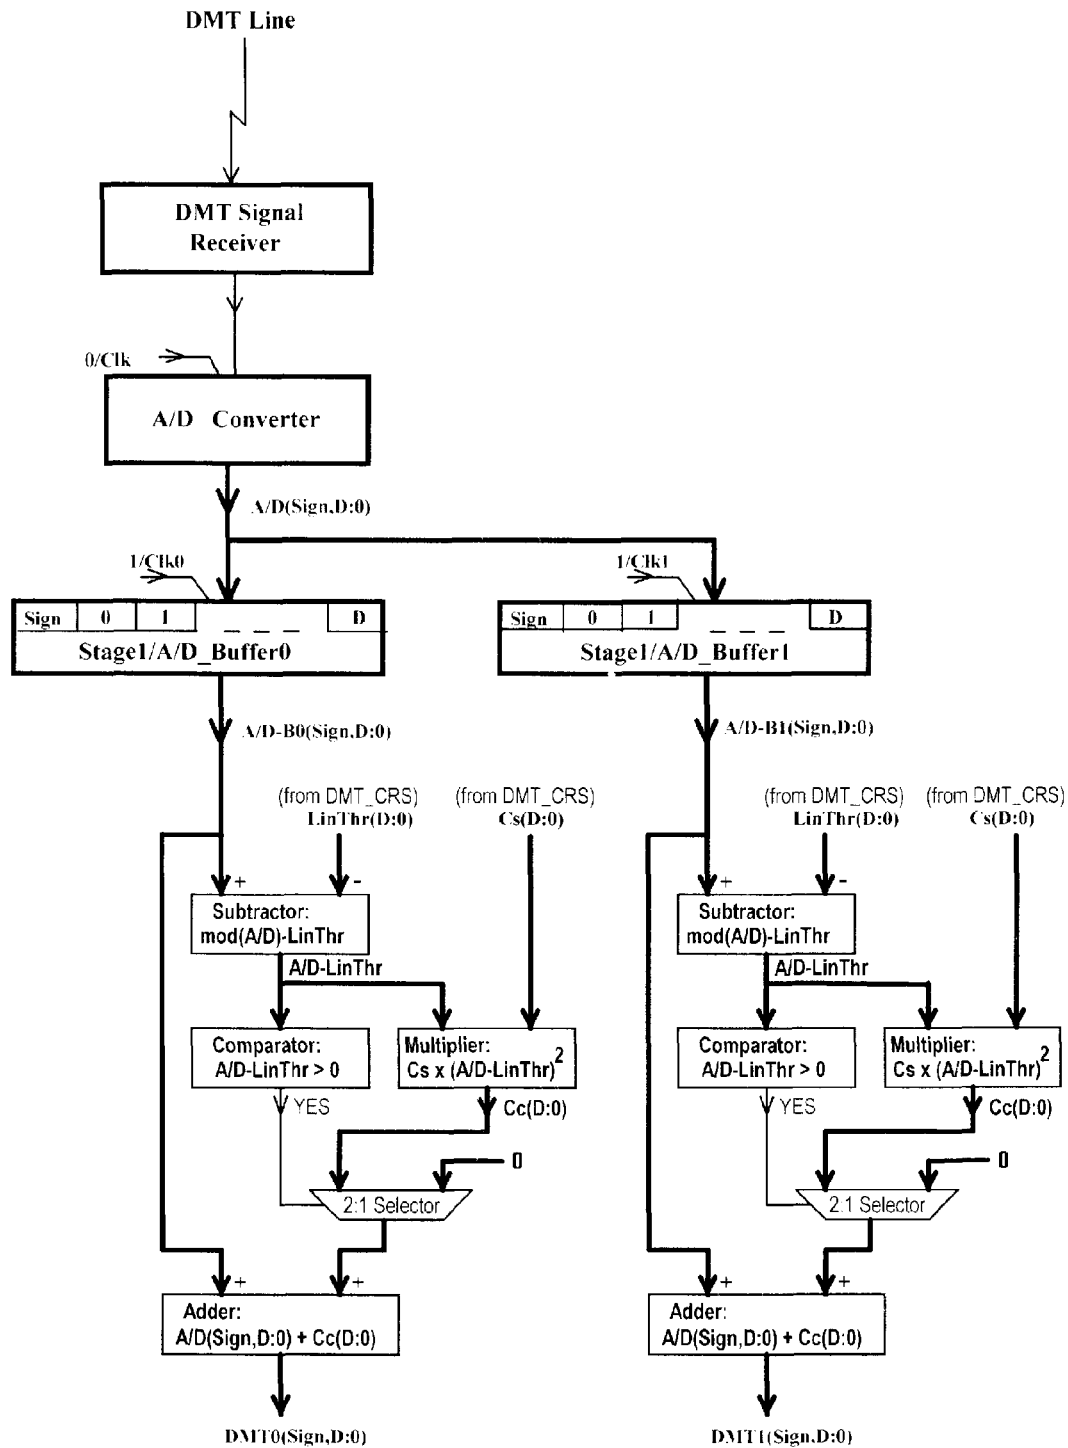 DMT Line
DMT Signal
Receiver
0/Clk
A/D Converter
A/D(Sign,D:0)
1/Clk0
1/Clk1
Sign 0 1 _ _ _ D
Stage1/A/D_Buffer0
Sign 0 1 _ _ _ D
Stage1/A/D_Buffer1
A/D-B0(Sign,D:0)
A/D-B1(Sign,D:0)
(from DMT_CRS)
LinThr(D:0)
(from DMT_CRS)
Cs(D:0)
(from DMT_CRS)
LinThr(D:0)
(from DMT_CRS)
Cs(D:0)
+ -
Subtractor:
mod(A/D)-LinThr
A/D-LinThr
+ -
Subtractor:
mod(A/D)-LinThr
A/D-LinThr
Comparator:
A/D-LinThr > 0
YES
Multiplier:
Cs x (A/D-LinThr)²
Cc(D:0)
Comparator:
A/D-LinThr > 0
YES
Multiplier:
Cs x (A/D-LinThr)²
Cc(D:0)
0
2:1 Selector
0
2:1 Selector
+ +
Adder:
A/D(Sign,D:0) + Cc(D:0)
+ +
Adder:
A/D(Sign,D:0) + Cc(D:0)
DMT0(Sign,D:0)
DMT1(Sign,D:0)